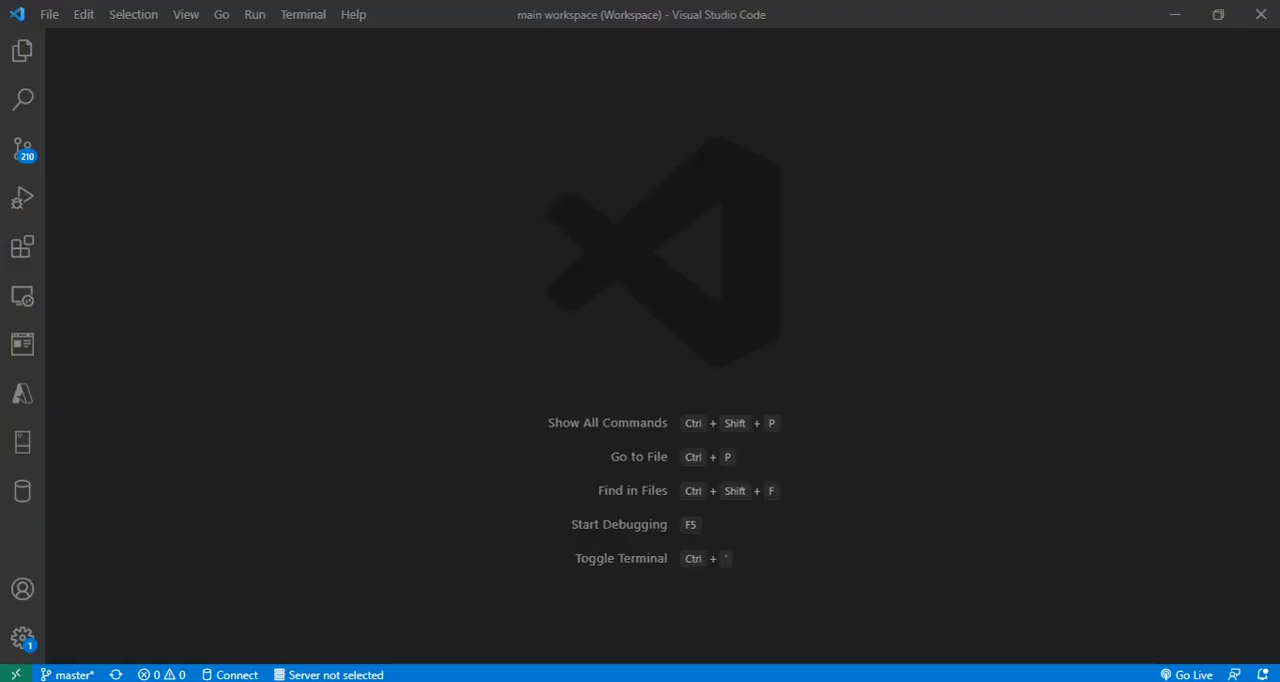 File Edit Selection View Go Run Terminal Help main workspace (Workspace) - Visual Studio Code
210
Show All Commands Ctrl + Shift + P
Go to File Ctrl + P
Find in Files Ctrl + Shift + F
Start Debugging F5
Toggle Terminal Ctrl + `
1
master* 0 0 Connect Server not selected Go Live